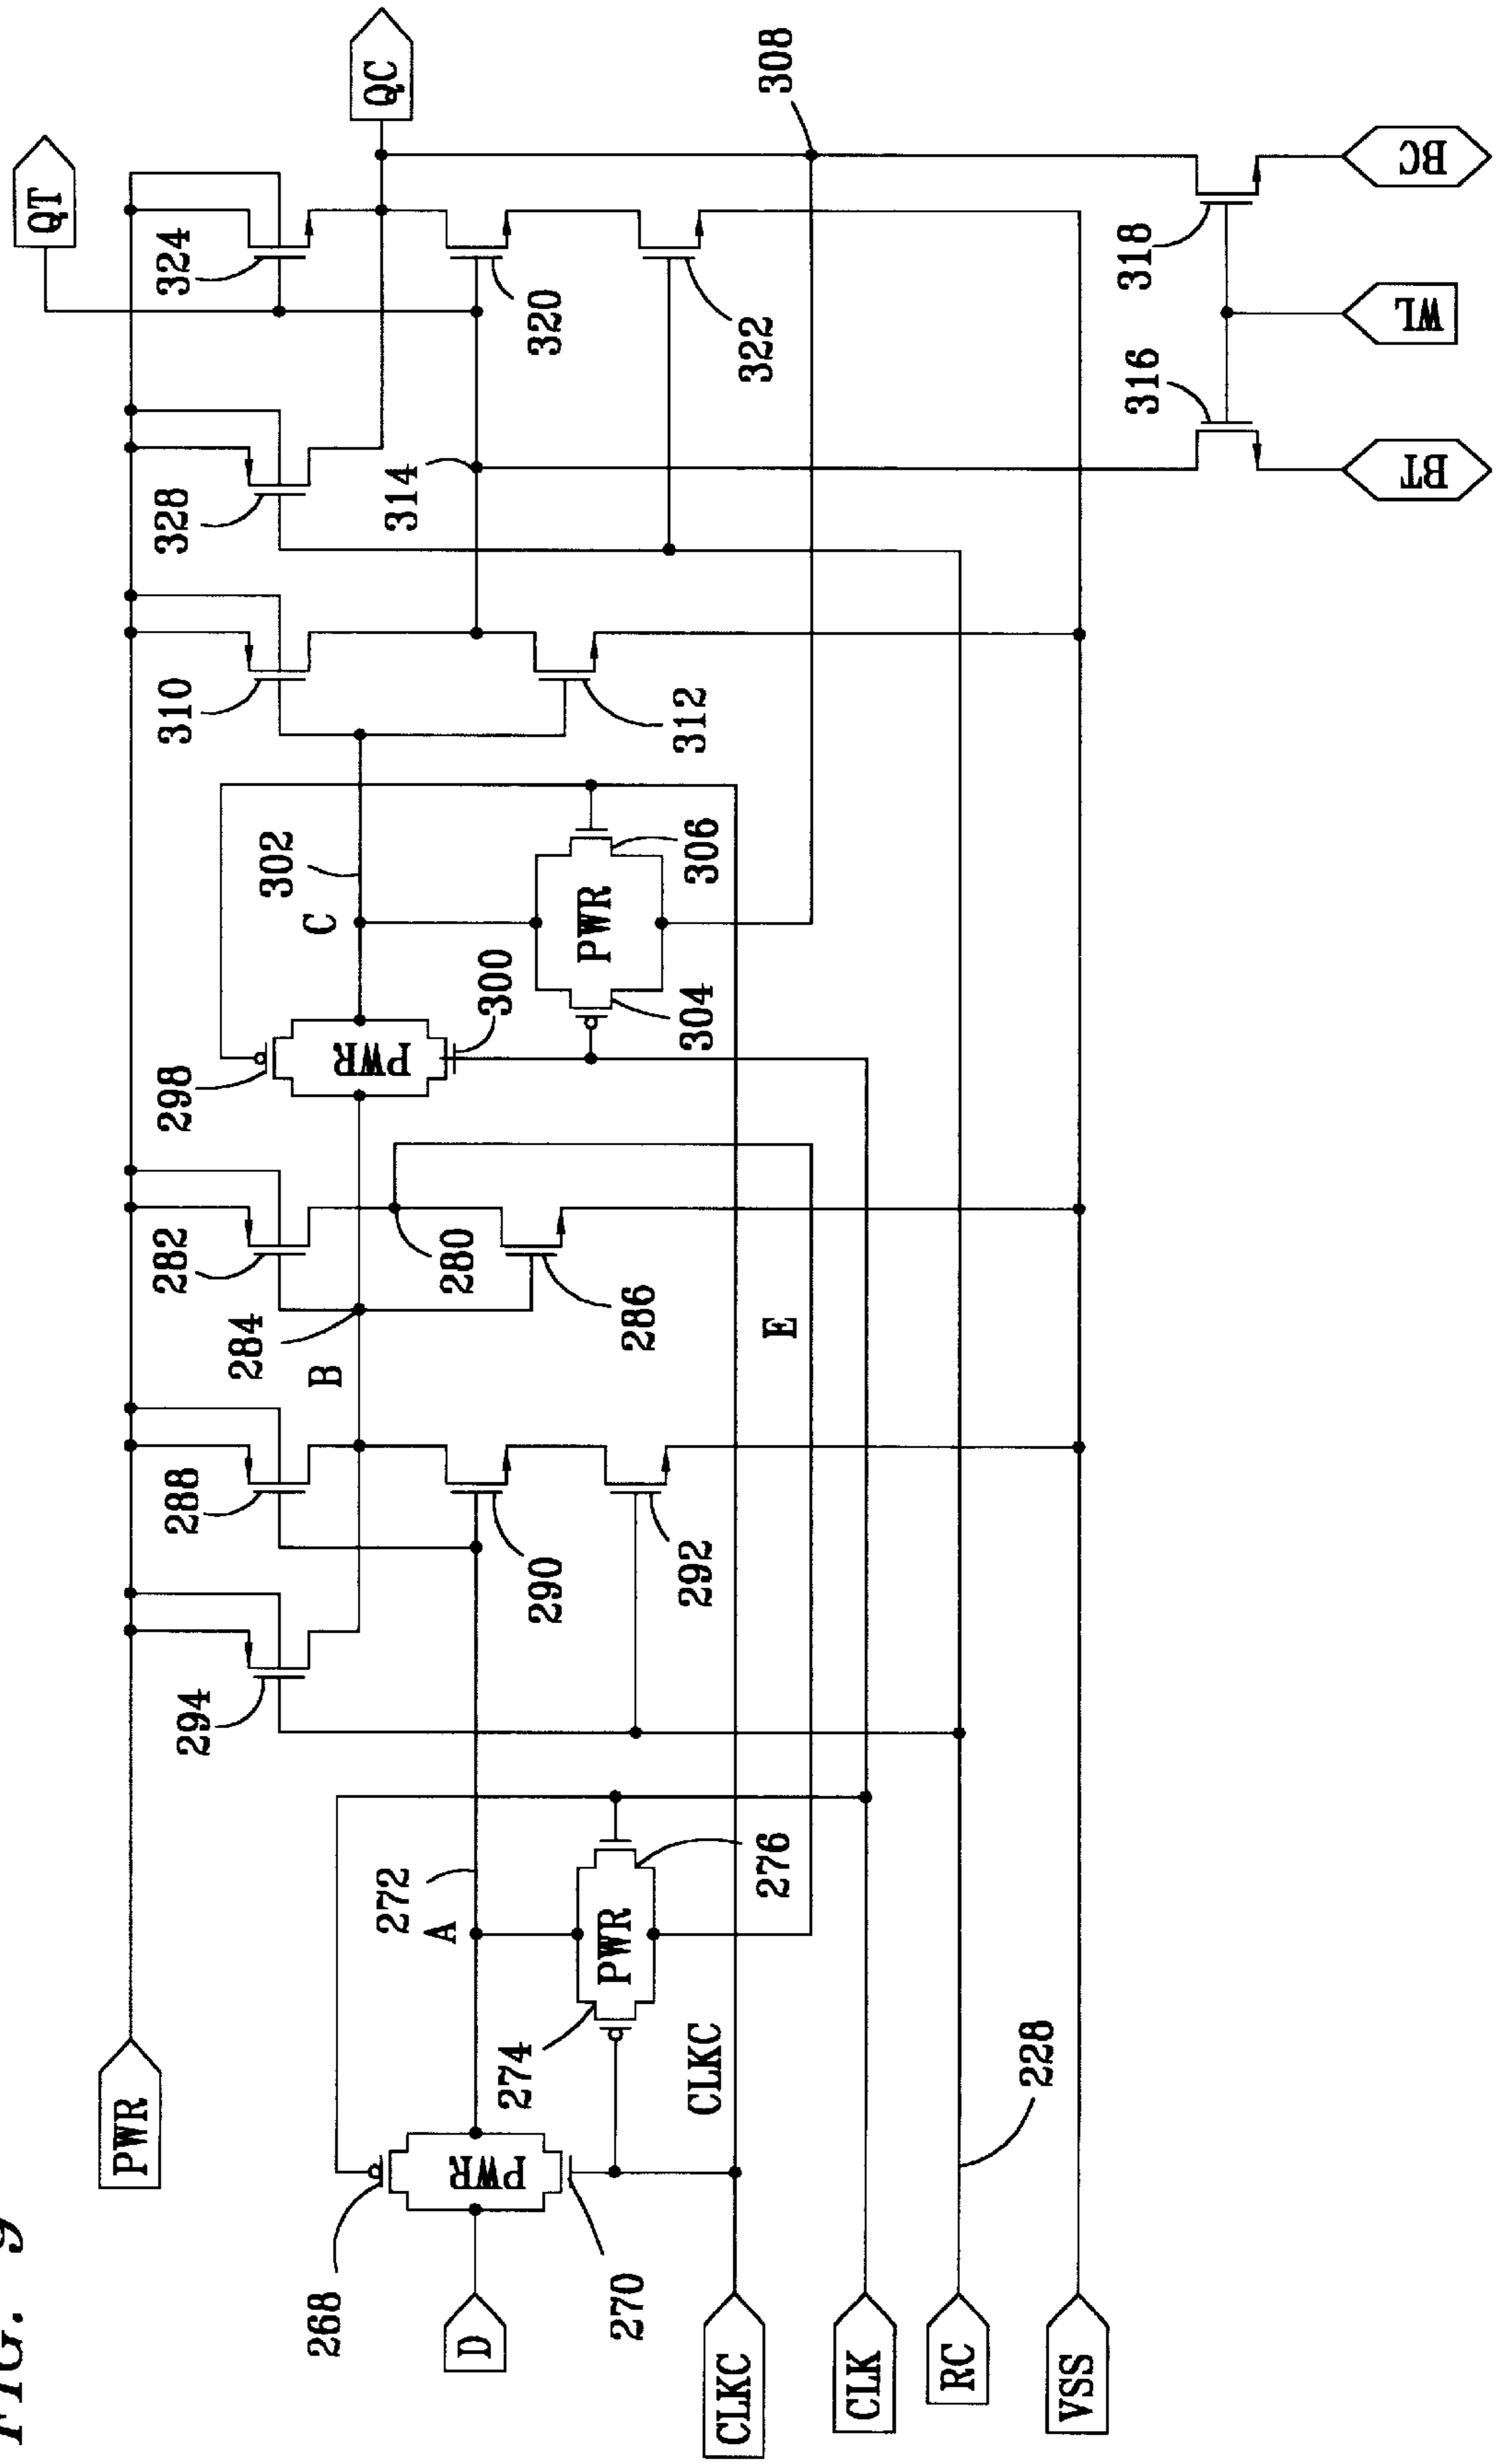 FIG. 9
PWR
QT
QC
294
288
282
298
310
328
324
284
B
280
C
302
314
268
A
272
PWR
PWR
300
D
270
274
PWR
276
290
292
286
E
304
PWR
306
312
320
322
308
CLKC
CLKC
CLK
RC
228
VSS
316
318
BT
WL
BC